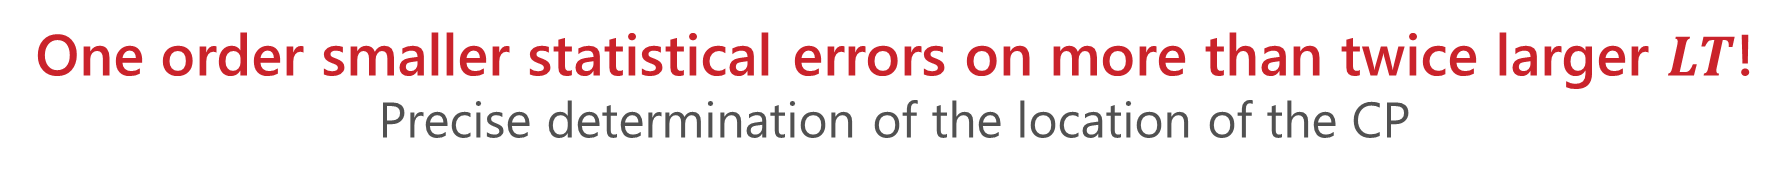 One order smaller statistical errors on more than twice larger LT!
Precise determination of the location of the CP